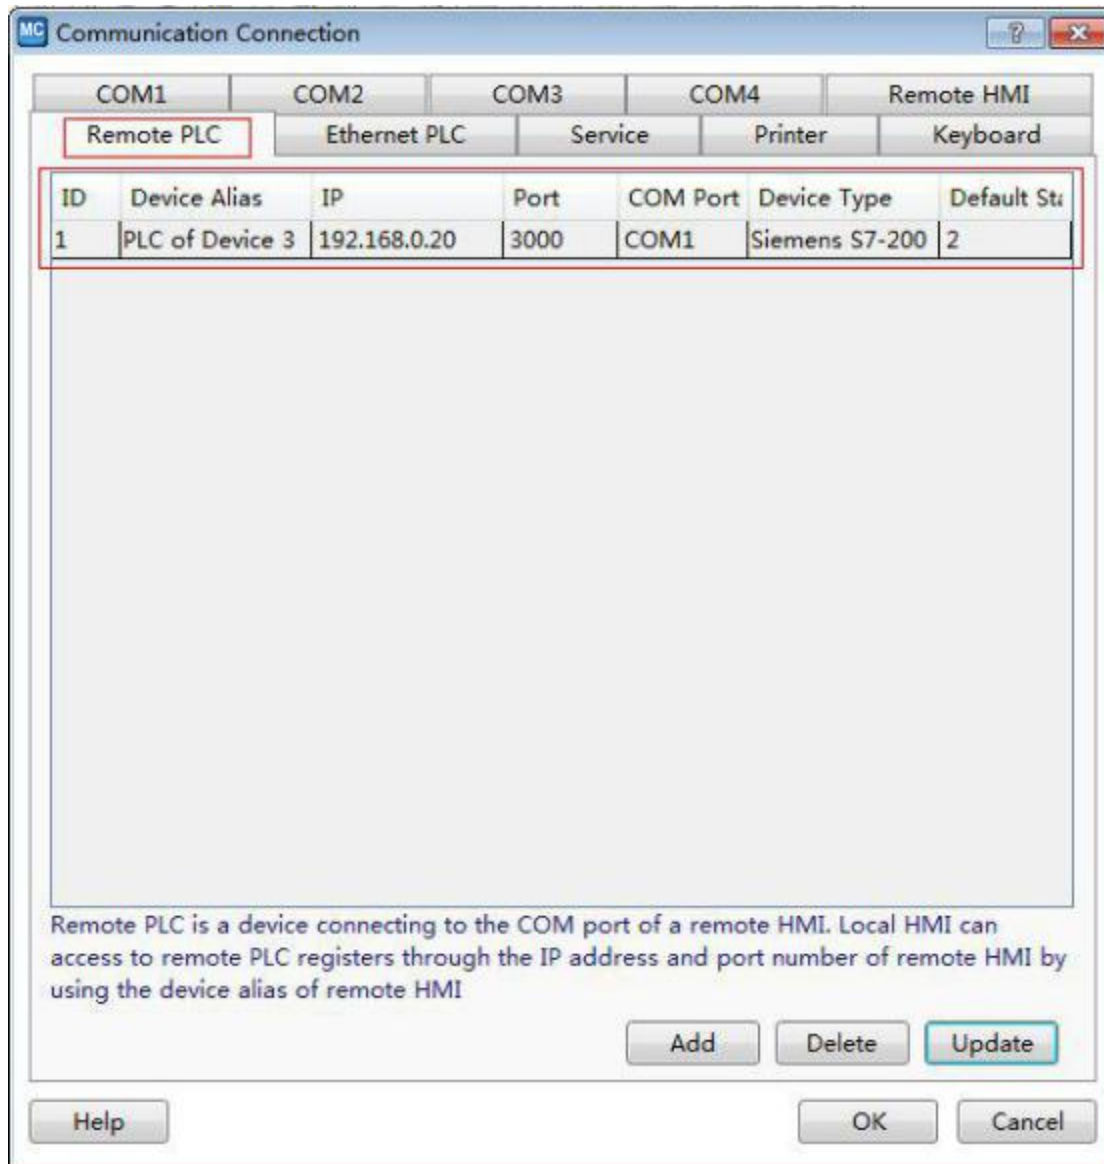 MC Communication Connection
COM1 COM2 COM3 COM4 Remote HMI
Remote PLC Ethernet PLC Service Printer Keyboard
ID Device Alias IP Port COM Port Device Type Default Sta
1 PLC of Device 3 192.168.0.20 3000 COM1 Siemens S7-200 2
Remote PLC is a device connecting to the COM port of a remote HMI. Local HMI can
access to remote PLC registers through the IP address and port number of remote HMI by
using the device alias of remote HMI
Add Delete Update
Help OK Cancel